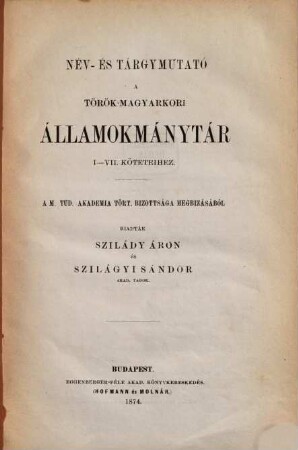 NÉV- ÉS TÁRGYMUTATÓ
A
TÖRÖK-MAGYARKORI
ÁLLAMOKMÁNYTÁR
I—VII. KÖTETEIHEZ.
A M. TUD. AKADEMIA TÖRT. BIZOTTSÁGA MEGBIZÁSÁBÓL
KIADTÁK
SZILÁDY ÁRON
ÉS
SZILÁGYI SÁNDOR
AKAD. TAGOK.
BUDAPEST.
EGGENBERGER-FÉLE AKAD. KÖNYVKERESKEDÉS.
(HOFMANN és MOLNÁR.)
1874.